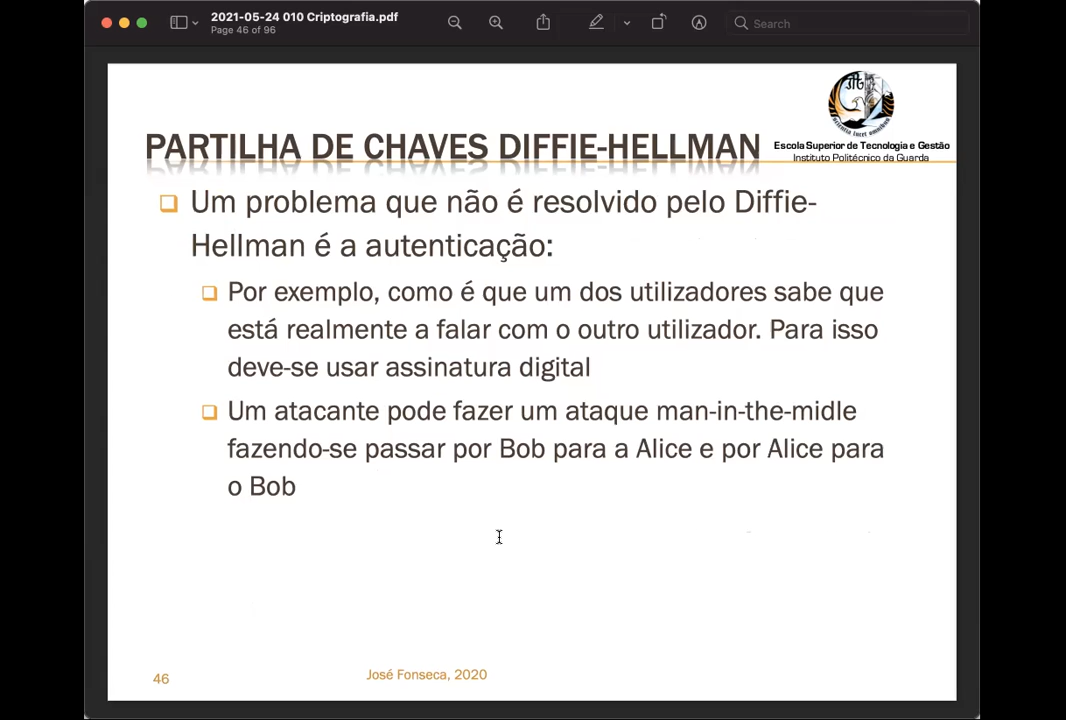 2021-05-24 010 Criptografia.pdf
Page 46 of 96
Search
PARTILHA DE CHAVES DIFFIE-HELLMAN
Escola Superior de Tecnologia e Gestão
Instituto Politécnico da Guarda
Um problema que não é resolvido pelo Diffie-
Hellman é a autenticação:
Por exemplo, como é que um dos utilizadores sabe que
está realmente a falar com o outro utilizador. Para isso
deve-se usar assinatura digital
Um atacante pode fazer um ataque man-in-the-midle
fazendo-se passar por Bob para a Alice e por Alice para
o Bob
46
José Fonseca, 2020